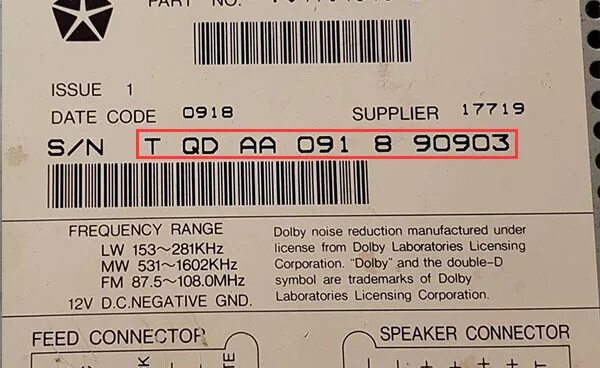 PART NO.
ISSUE 1
DATE CODE 0918 SUPPLIER 17719
S/N T QD AA 091 8 90903
FREQUENCY RANGE
LW 153~281KHz
MW 531~1602KHz
FM 87.5~108.0MHz
12V D.C.NEGATIVE GND.
Dolby noise reduction manufactured under
license from Dolby Laboratories Licensing
Corporation. "Dolby" and the double-D
symbol are trademarks of Dolby
Laboratories Licensing Corporation.
FEED CONNECTOR SPEAKER CONNECTOR